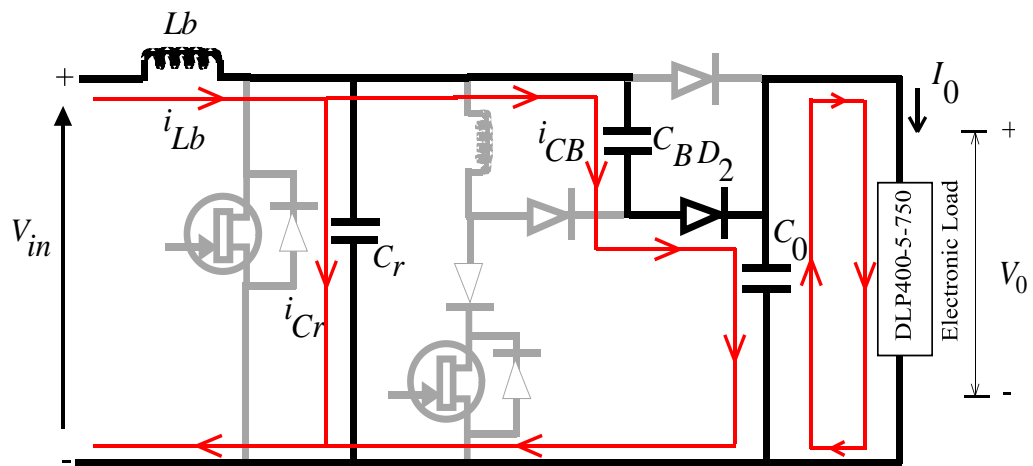 Lb
+
iLb
iCB
CB
D2
I0
+
Vin
Cr
iCr
C0
DLP400-5-750
Electronic Load
V0
-
-